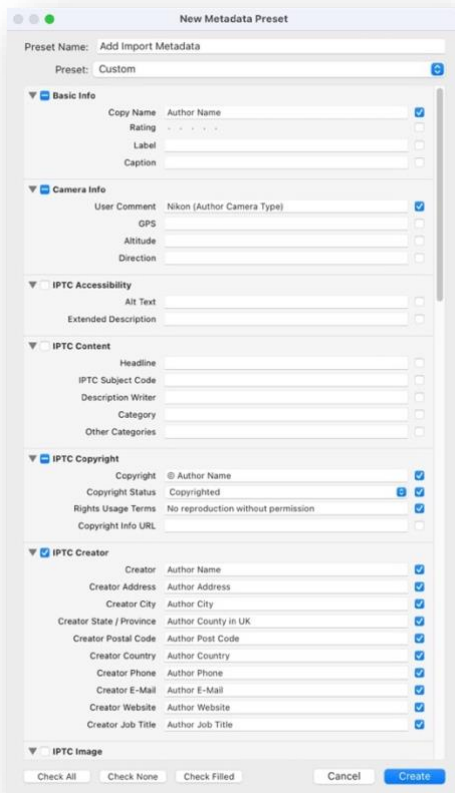 New Metadata Preset
Preset Name: Add Import Metadata
Preset: Custom
Basic Info
Copy Name Author Name
Rating . . . . .
Label
Caption
Camera Info
User Comment Nikon (Author Camera Type)
GPS
Altitude
Direction
IPTC Accessibility
Alt Text
Extended Description
IPTC Content
Headline
IPTC Subject Code
Description Writer
Category
Other Categories
IPTC Copyright
Copyright © Author Name
Copyright Status Copyrighted
Rights Usage Terms No reproduction without permission
Copyright Info URL
IPTC Creator
Creator Author Name
Creator Address Author Address
Creator City Author City
Creator State / Province Author County in UK
Creator Postal Code Author Post Code
Creator Country Author Country
Creator Phone Author Phone
Creator E-Mail Author E-Mail
Creator Website Author Website
Creator Job Title Author Job Title
IPTC Image
Check All Check None Check Filled Cancel Create